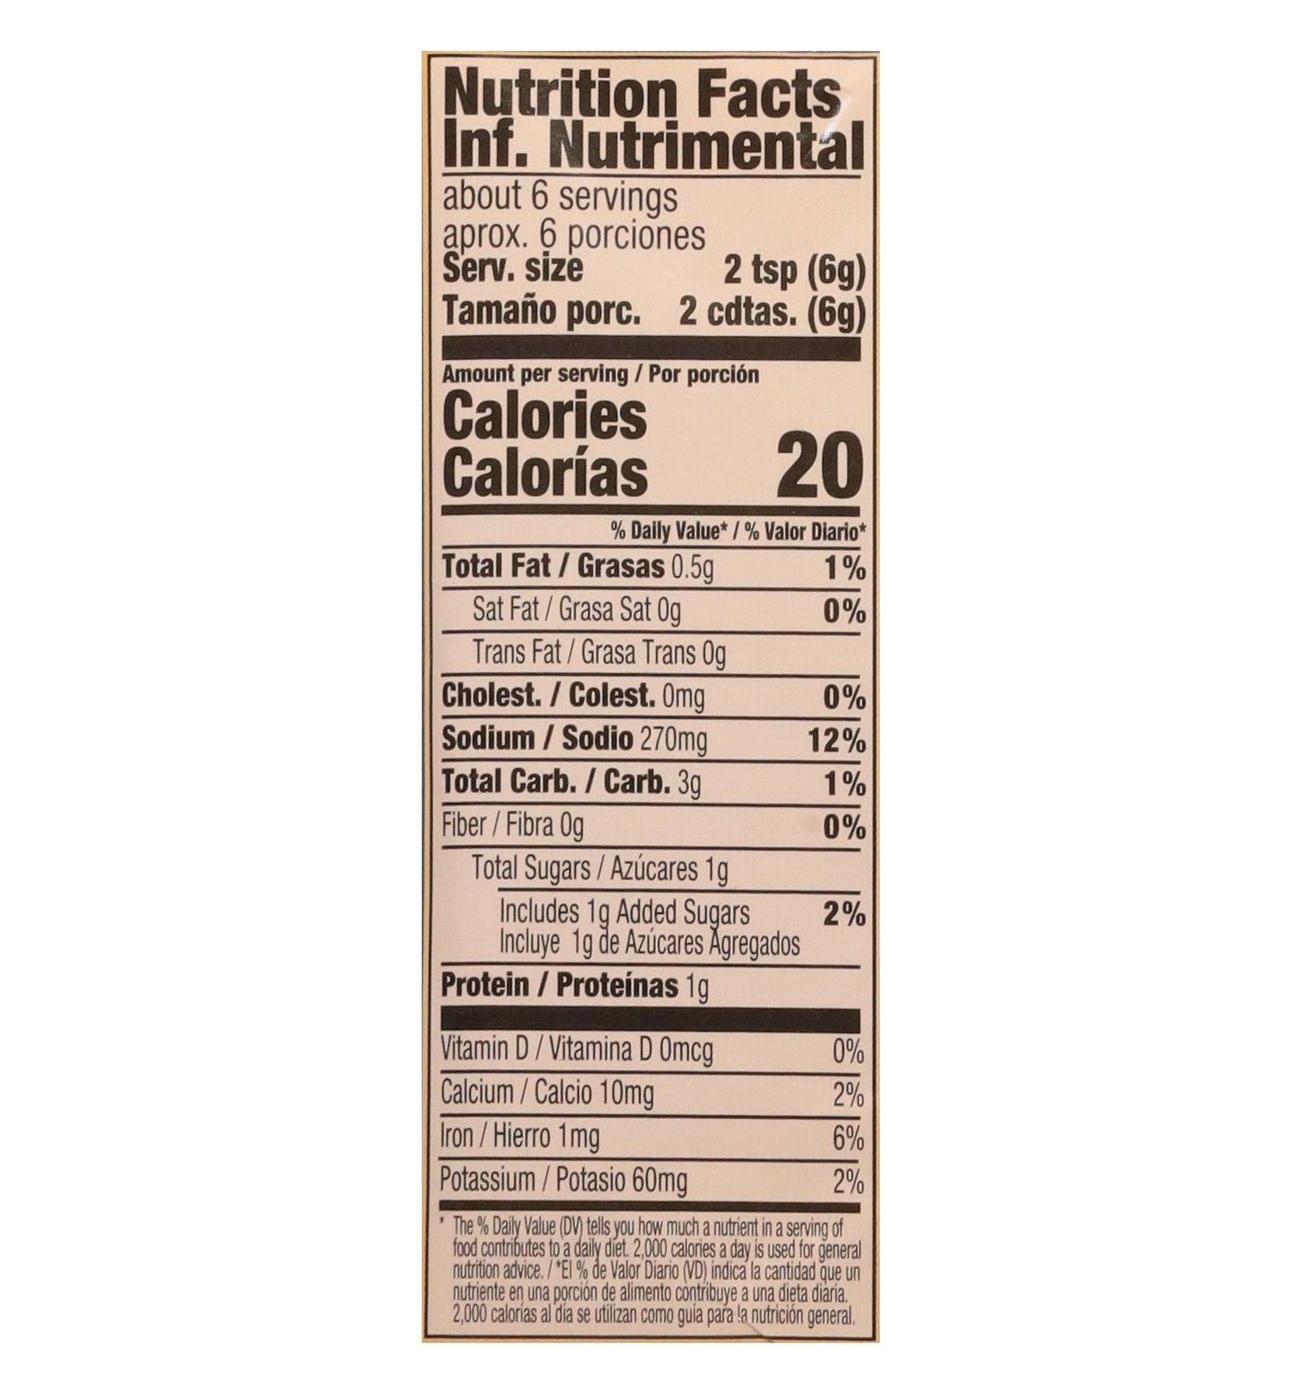 Nutrition Facts
Inf. Nutrimental
about 6 servings
aprox. 6 porciones
Serv. size 2 tsp (6g)
Tamaño porc. 2 cdtas. (6g)
Amount per serving / Por porción
Calories
Calorías 20
% Daily Value* / % Valor Diario*
Total Fat / Grasas 0.5g 1%
Sat Fat / Grasa Sat 0g 0%
Trans Fat / Grasa Trans 0g
Cholest. / Colest. 0mg 0%
Sodium / Sodio 270mg 12%
Total Carb. / Carb. 3g 1%
Fiber / Fibra 0g 0%
Total Sugars / Azúcares 1g
Includes 1g Added Sugars 2%
Incluye 1g de Azúcares Agregados
Protein / Proteínas 1g
Vitamin D / Vitamina D 0mcg 0%
Calcium / Calcio 10mg 2%
Iron / Hierro 1mg 6%
Potassium / Potasio 60mg 2%
* The % Daily Value (DV) tells you how much a nutrient in a serving of
food contributes to a daily diet. 2,000 calories a day is used for general
nutrition advice. / *El % de Valor Diario (VD) indica la cantidad que un
nutriente en una porción de alimento contribuye a una dieta diaria.
2,000 calorías al día se utilizan como guía para la nutrición general.